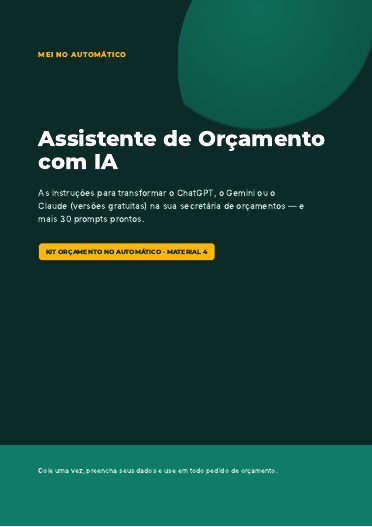 MEI NO AUTOMÁTICO
Assistente de Orçamento
com IA
As instruções para transformar o ChatGPT, o Gemini ou o
Claude (versões gratuitas) na sua secretária de orçamentos — e
mais 30 prompts prontos.
KIT ORÇAMENTO NO AUTOMÁTICO · MATERIAL 4
Cole uma vez, preencha seus dados e use em todo pedido de orçamento.